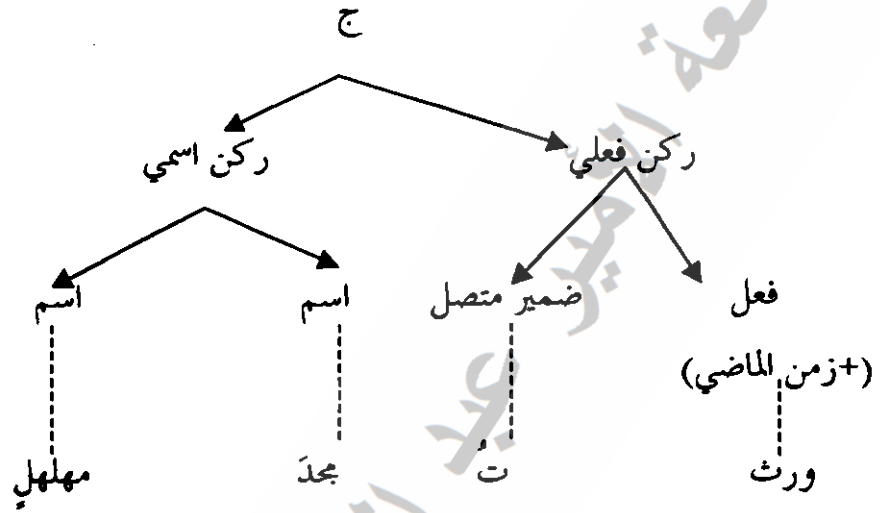 ج
ركن فعلي ركن اسمي
فعل ضمير متصل اسم اسم
(+زمن الماضي)
ورث تُ مجدَ مهلهلٍ